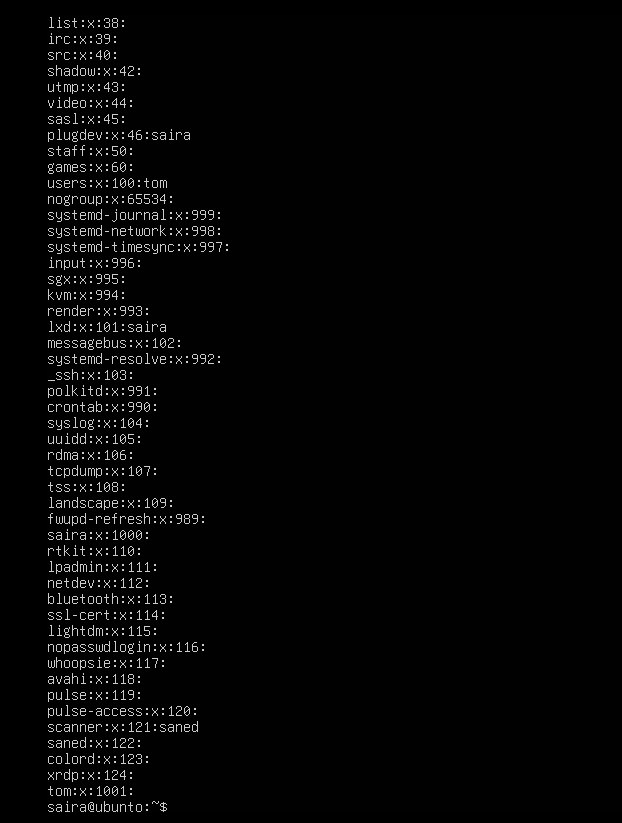 list:x:38:
irc:x:39:
src:x:40:
shadow:x:42:
utmp:x:43:
video:x:44:
sasl:x:45:
plugdev:x:46:saira
staff:x:50:
games:x:60:
users:x:100:tom
nogroup:x:65534:
systemd-journal:x:999:
systemd-network:x:998:
systemd-timesync:x:997:
input:x:996:
sgx:x:995:
kvm:x:994:
render:x:993:
lxd:x:101:saira
messagebus:x:102:
systemd-resolve:x:992:
_ssh:x:103:
polkitd:x:991:
crontab:x:990:
syslog:x:104:
uuidd:x:105:
rdma:x:106:
tcpdump:x:107:
tss:x:108:
landscape:x:109:
fwupd-refresh:x:989:
saira:x:1000:
rtkit:x:110:
lpadmin:x:111:
netdev:x:112:
bluetooth:x:113:
ssl-cert:x:114:
lightdm:x:115:
nopasswdlogin:x:116:
whoopsie:x:117:
avahi:x:118:
pulse:x:119:
pulse-access:x:120:
scanner:x:121:saned
saned:x:122:
colord:x:123:
xrdp:x:124:
tom:x:1001:
saira@ubunto:~$